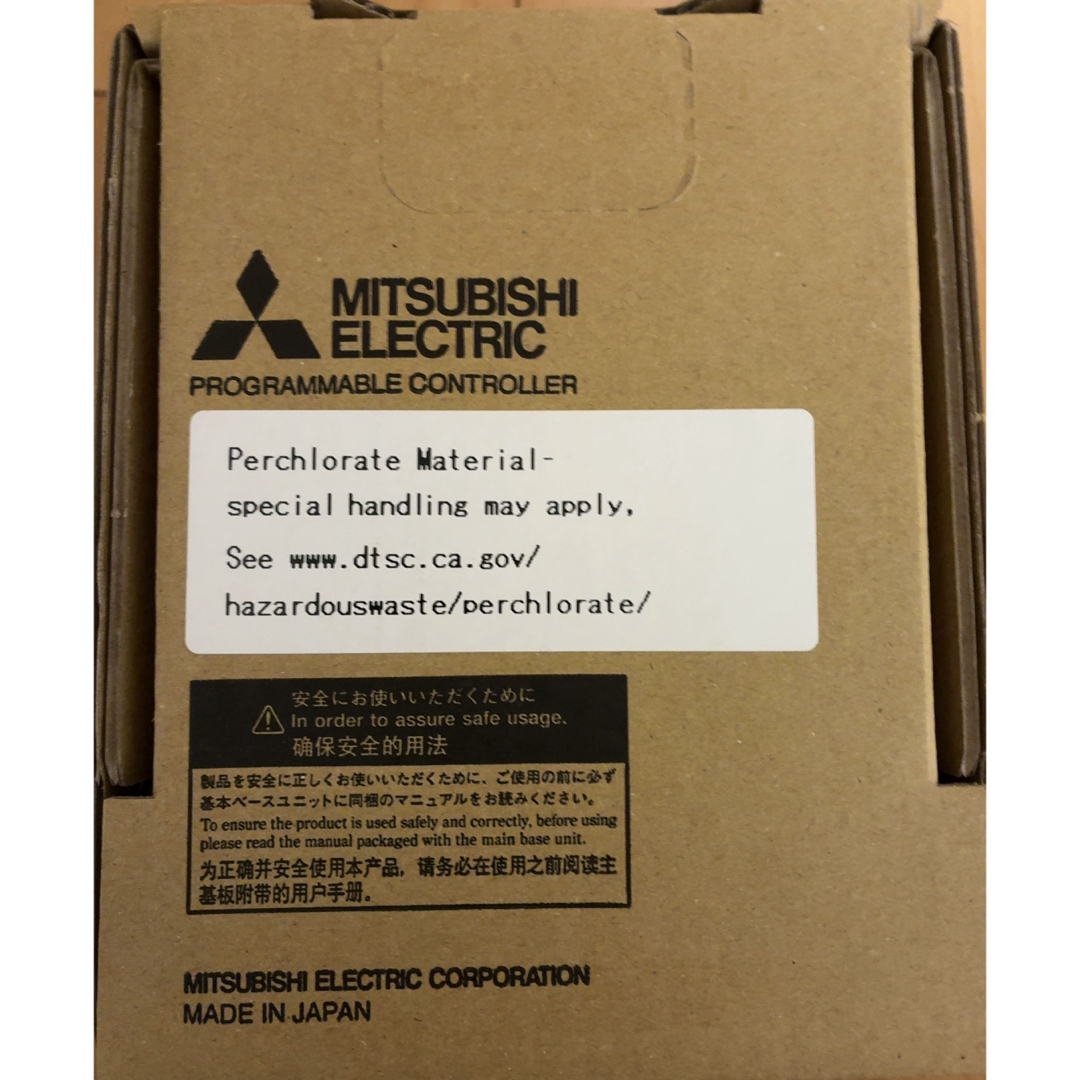 MITSUBISHI
ELECTRIC
PROGRAMMABLE CONTROLLER
Perchlorate Material-
special handling may apply,
See www.dtsc.ca.gov/
hazardouswaste/perchlorate/
安全にお使いいただくために
In order to assure safe usage.
确保安全的用法
製品を安全に正しくお使いいただくために、ご使用の前に必ず
基本ベースユニットに同梱のマニュアルをお読みください。
To ensure the product is used safely and correctly, before using
please read the manual packaged with the main base unit.
为正确并安全使用本产品，请务必在使用之前阅读主
基板附带的用户手册。
MITSUBISHI ELECTRIC CORPORATION
MADE IN JAPAN